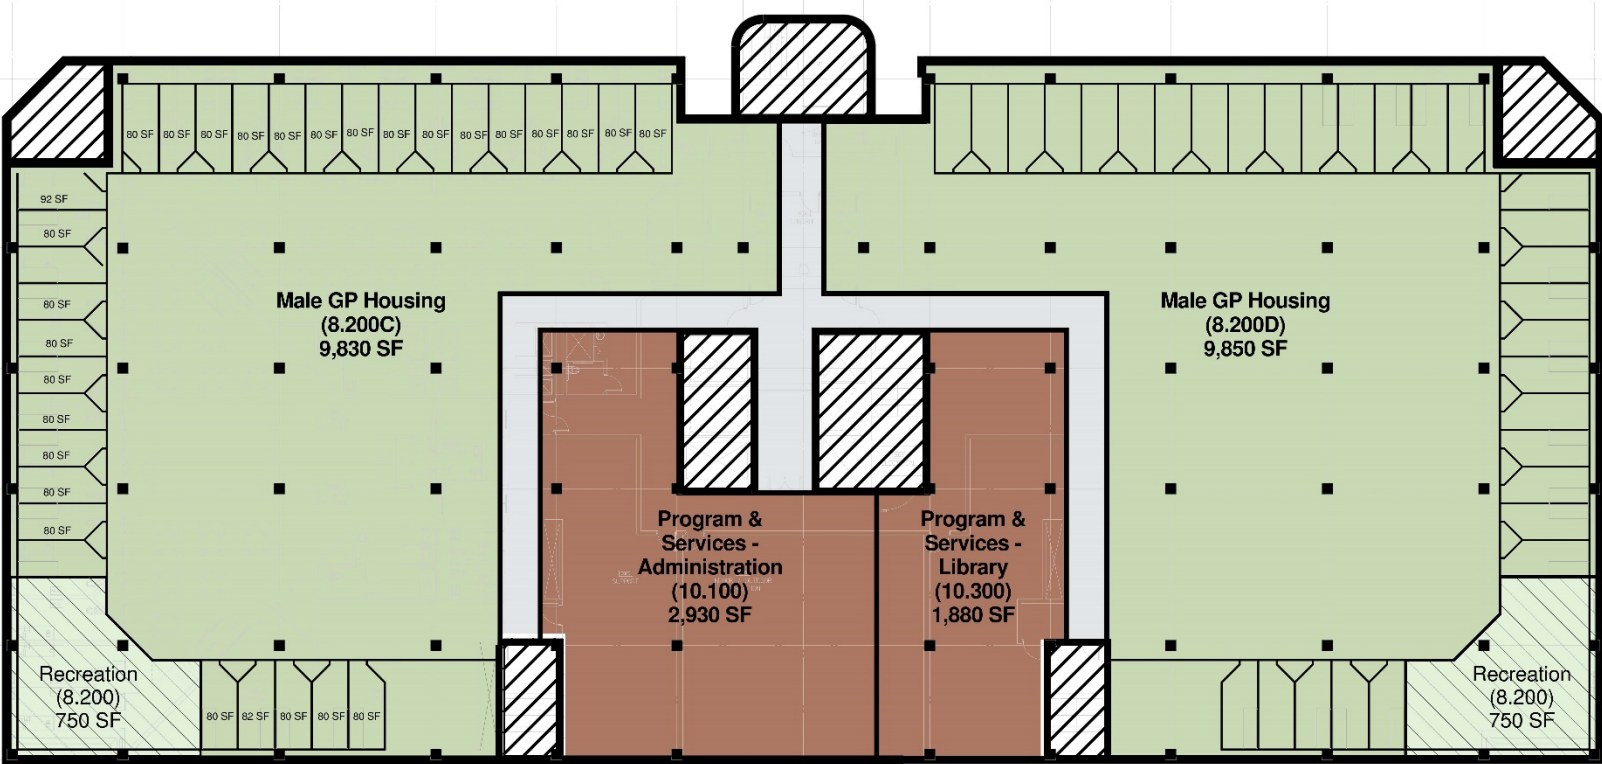 80 SF 80 SF 80 SF 80 SF 80 SF 80 SF 80 SF 80 SF 80 SF 80 SF 80 SF 80 SF 80 SF 80 SF 80 SF
92 SF
80 SF
60 SF
80 SF
80 SF
80 SF
80 SF
80 SF
80 SF
Male GP Housing
(8.200C)
9,830 SF
Male GP Housing
(8.200D)
9,850 SF
Program &
Services -
Administration
(10.100)
2,930 SF
Program &
Services -
Library
(10.300)
1,880 SF
Recreation
(8.200)
750 SF
80 SF 82 SF 80 SF 80 SF 80 SF
Recreation
(8.200)
750 SF